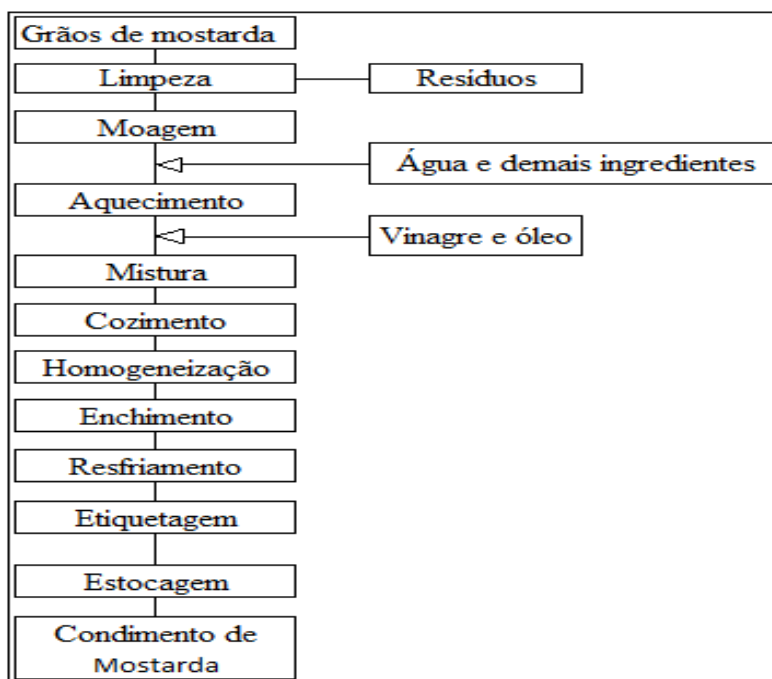 Grãos de mostarda
Limpeza
Resíduos
Moagem
Água e demais ingredientes
Aquecimento
Vinagre e óleo
Mistura
Cozimento
Homogeneização
Enchimento
Resfriamento
Etiquetagem
Estocagem
Condimento de
Mostarda